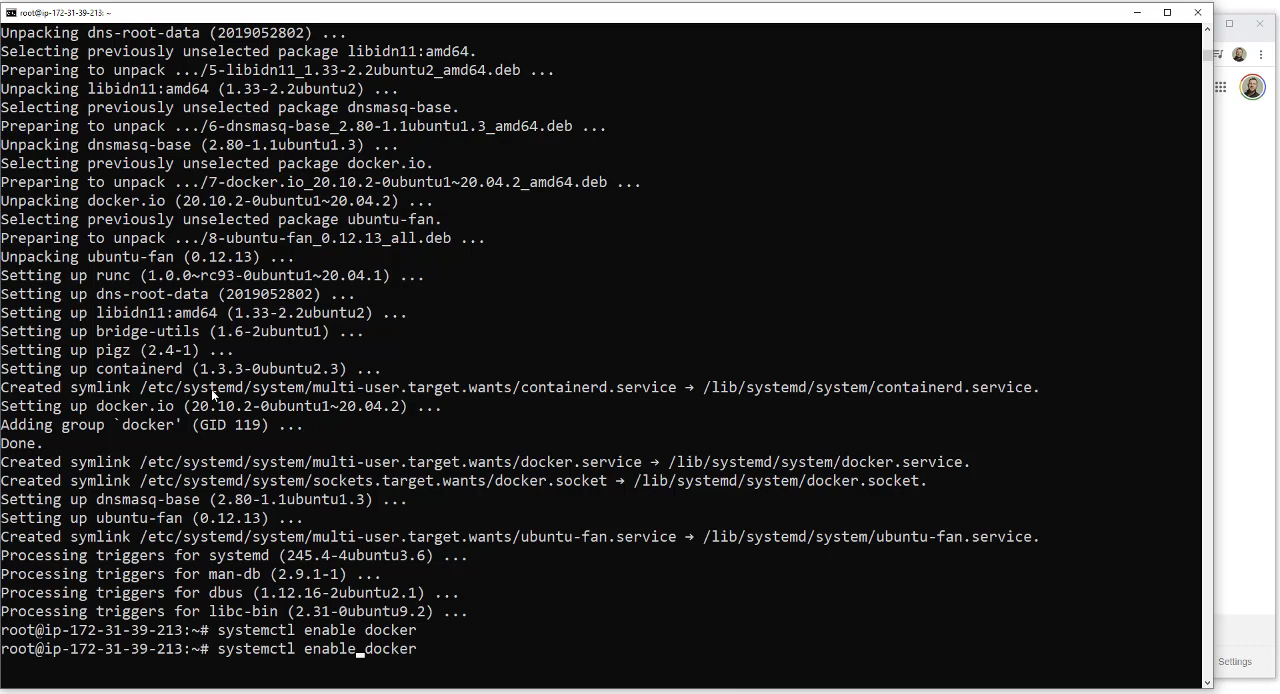 root@ip-172-31-39-213: ~
Unpacking dns-root-data (2019052802) ...
Selecting previously unselected package libidn11:amd64.
Preparing to unpack .../5-libidn11_1.33-2.2ubuntu2_amd64.deb ...
Unpacking libidn11:amd64 (1.33-2.2ubuntu2) ...
Selecting previously unselected package dnsmasq-base.
Preparing to unpack .../6-dnsmasq-base_2.80-1.1ubuntu1.3_amd64.deb ...
Unpacking dnsmasq-base (2.80-1.1ubuntu1.3) ...
Selecting previously unselected package docker.io.
Preparing to unpack .../7-docker.io_20.10.2-0ubuntu1~20.04.2_amd64.deb ...
Unpacking docker.io (20.10.2-0ubuntu1~20.04.2) ...
Selecting previously unselected package ubuntu-fan.
Preparing to unpack .../8-ubuntu-fan_0.12.13_all.deb ...
Unpacking ubuntu-fan (0.12.13) ...
Setting up runc (1.0.0~rc93-0ubuntu1~20.04.1) ...
Setting up dns-root-data (2019052802) ...
Setting up libidn11:amd64 (1.33-2.2ubuntu2) ...
Setting up bridge-utils (1.6-2ubuntu1) ...
Setting up pigz (2.4-1) ...
Setting up containerd (1.3.3-0ubuntu2.3) ...
Created symlink /etc/systemd/system/multi-user.target.wants/containerd.service → /lib/systemd/system/containerd.service.
Setting up docker.io (20.10.2-0ubuntu1~20.04.2) ...
Adding group `docker' (GID 119) ...
Done.
Created symlink /etc/systemd/system/multi-user.target.wants/docker.service → /lib/systemd/system/docker.service.
Created symlink /etc/systemd/system/sockets.target.wants/docker.socket → /lib/systemd/system/docker.socket.
Setting up dnsmasq-base (2.80-1.1ubuntu1.3) ...
Setting up ubuntu-fan (0.12.13) ...
Created symlink /etc/systemd/system/multi-user.target.wants/ubuntu-fan.service → /lib/systemd/system/ubuntu-fan.service.
Processing triggers for systemd (245.4-4ubuntu3.6) ...
Processing triggers for man-db (2.9.1-1) ...
Processing triggers for dbus (1.12.16-2ubuntu2.1) ...
Processing triggers for libc-bin (2.31-0ubuntu9.2) ...
root@ip-172-31-39-213:~# systemctl enable docker
root@ip-172-31-39-213:~# systemctl enable docker
Settings